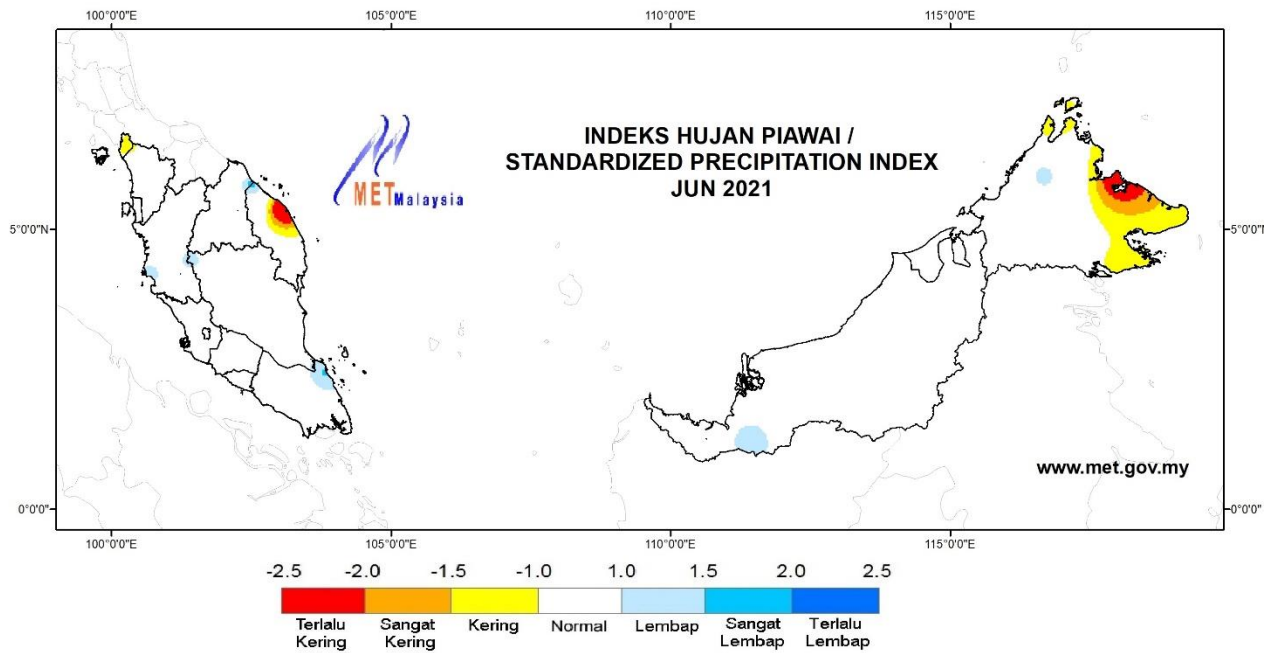 100°0'0"E 105°0'0"E 110°0'0"E 115°0'0"E
INDEKS HUJAN PIAWAI /
STANDARDIZED PRECIPITATION INDEX
JUN 2021
METMalaysia
5°0'0"N 5°0'0"N
www.met.gov.my
0°0'0" 0°0'0"
100°0'0"E 105°0'0"E 110°0'0"E 115°0'0"E
-2.5 -2.0 -1.5 -1.0 1.0 1.5 2.0 2.5
Terlalu Kering
Sangat Kering
Kering
Normal
Lembap
Sangat Lembap
Terlalu Lembap